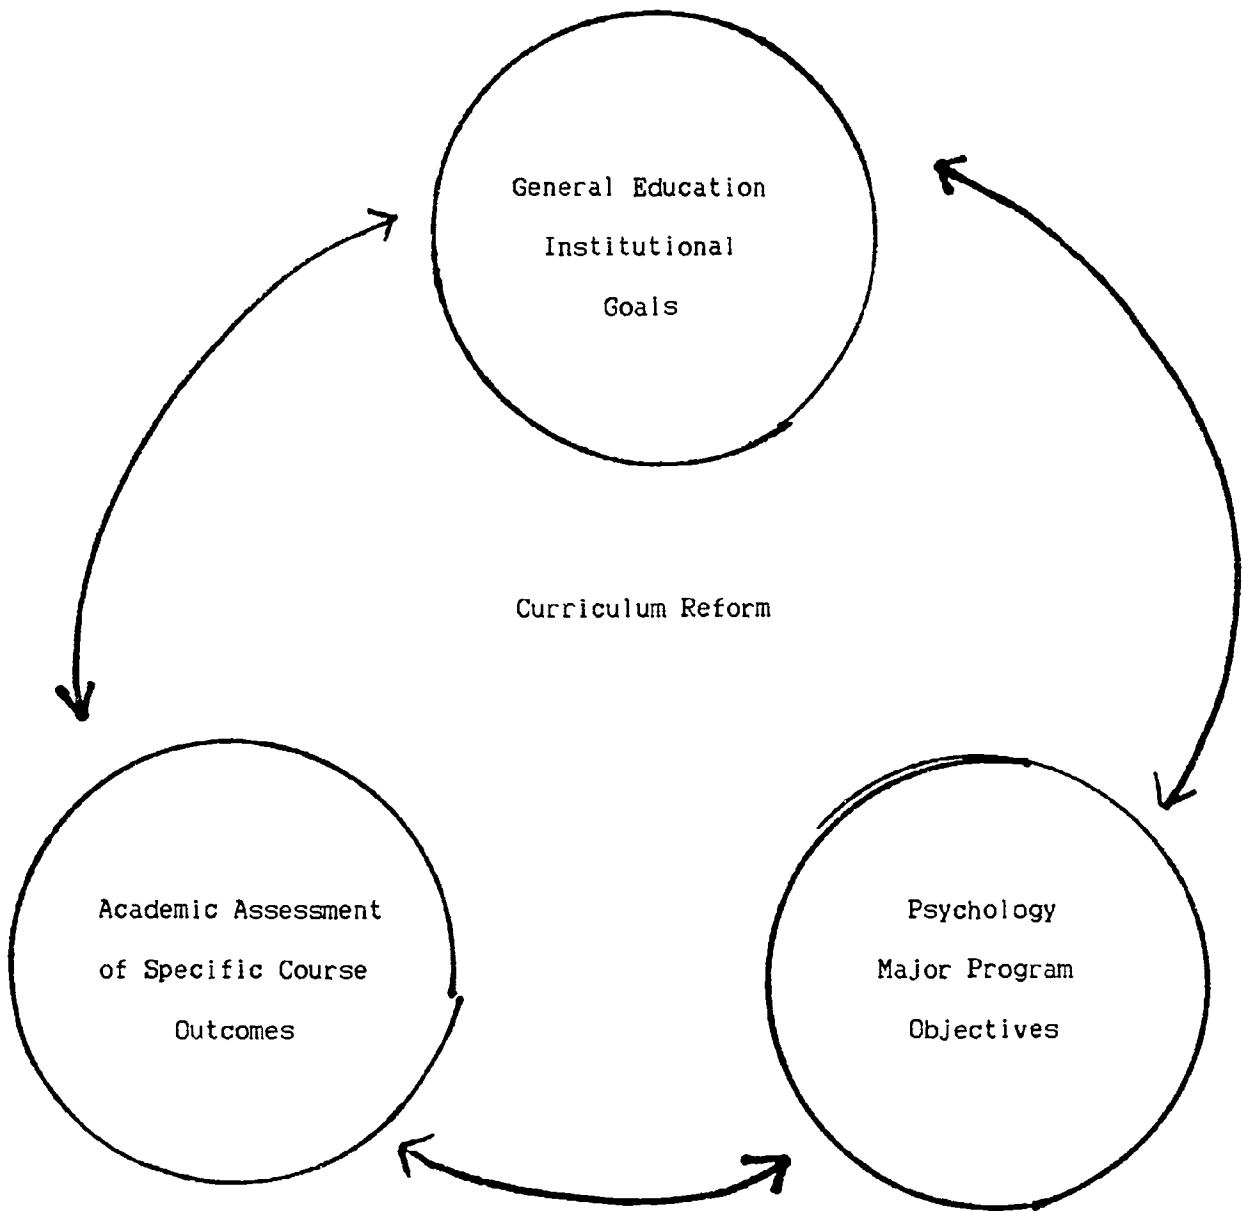 General Education
Institutional
Goals
Curriculum Reform
Academic Assessment
of Specific Course
Outcomes
Psychology
Major Program
Objectives